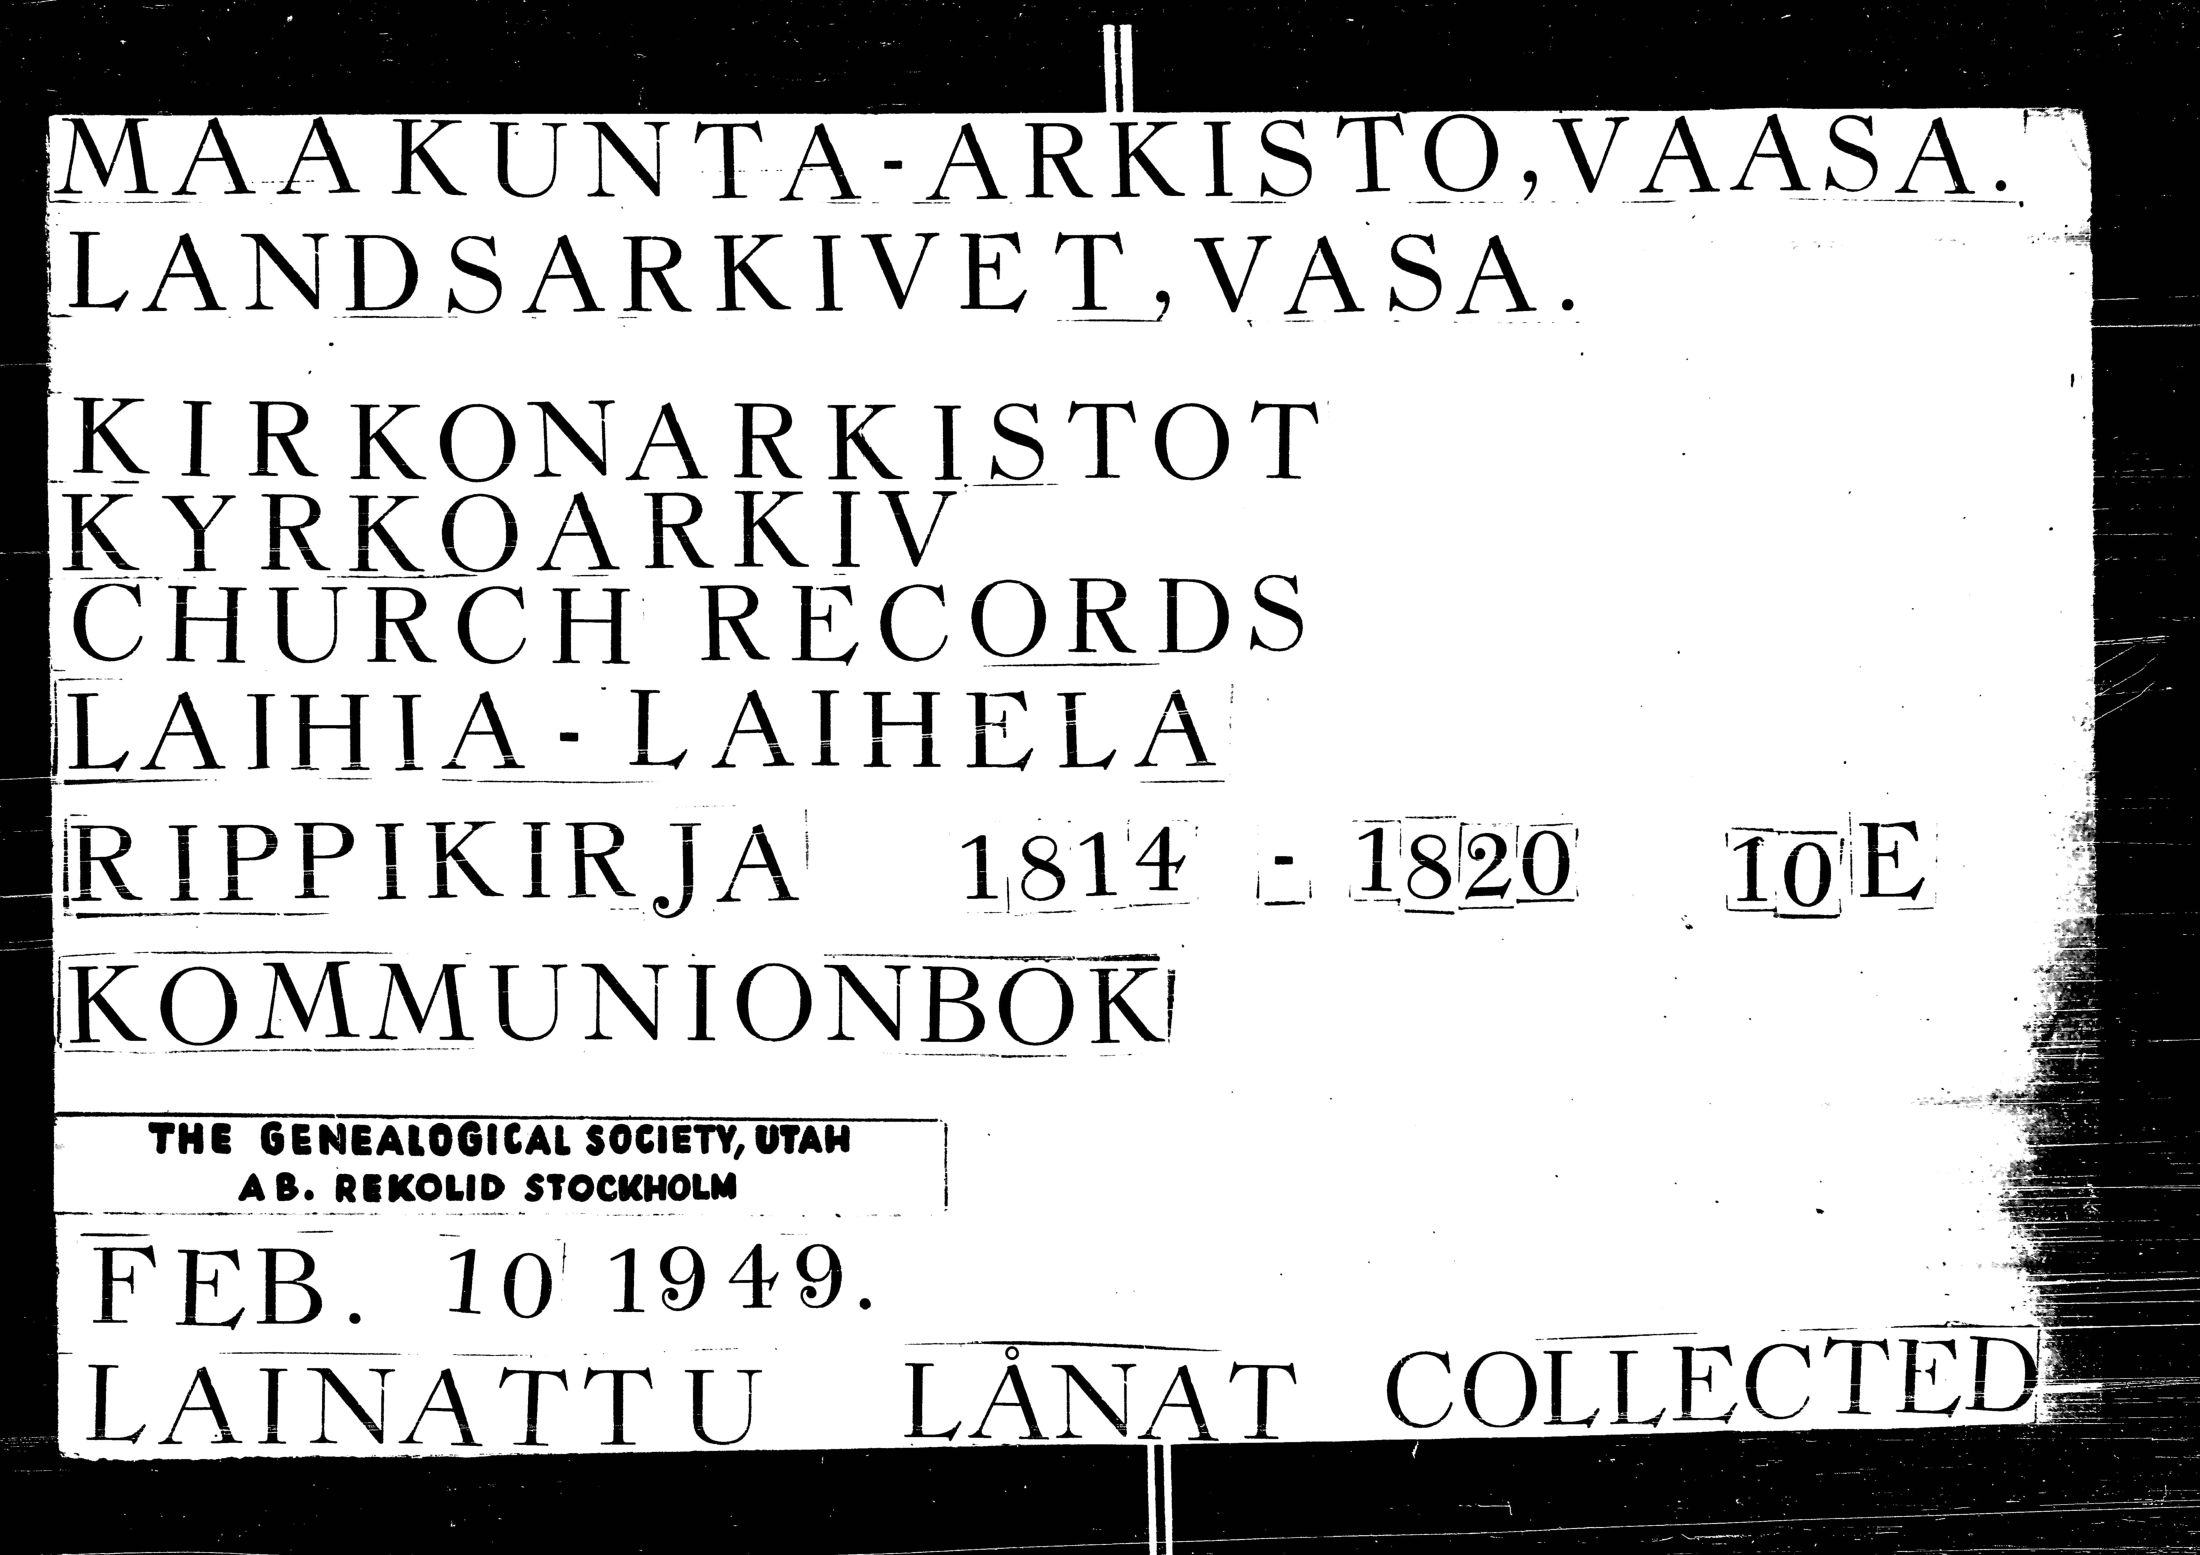 MAAKUNTA-ARKISTO, VAASA.
LANDSARKIVET, VASA.
KIRKONARKISTOT
KYRKOARKIV
CHURCH RECORDS
LAIHIA - LAIHELA
RIPPIKIRJA 1814 - 1820 10 E
KOMMUNIONBOK
THE GENEALOGICAL SOCIETY, UTAH
AB. REKOLID STOCKHOLM
FEB. 10 1949.
LAINATTU LÅNAT COLLECTED